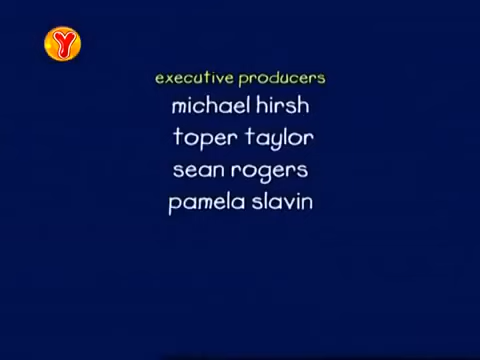 Y
executive producers
michael hirsh
toper taylor
sean rogers
pamela slavin